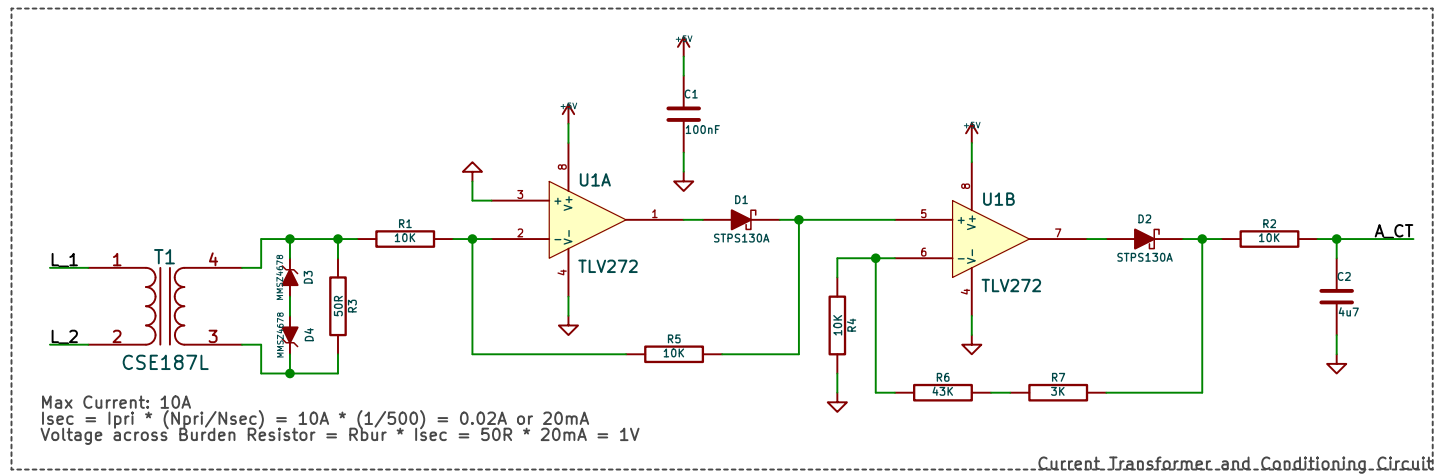 +5V
C1
100nF
+5V
8
U1A
3
+
V+
1
2
-
V-
4
TLV272
D1
STPS130A
+5V
8
U1B
5
+
V+
7
6
-
V-
4
TLV272
D2
STPS130A
R2
10K
A_CT
C2
4u7
R1
10K
L_1
1
T1
4
L_2
2
3
CSE187L
MMSZ4678
D3
MMSZ4678
D4
50R
R3
R5
10K
10K
R4
R6
43K
R7
3K
Max Current: 10A
Isec = Ipri * (Npri/Nsec) = 10A * (1/500) = 0.02A or 20mA
Voltage across Burden Resistor = Rbur * Isec = 50R * 20mA = 1V
Current Transformer and Conditioning Circuit